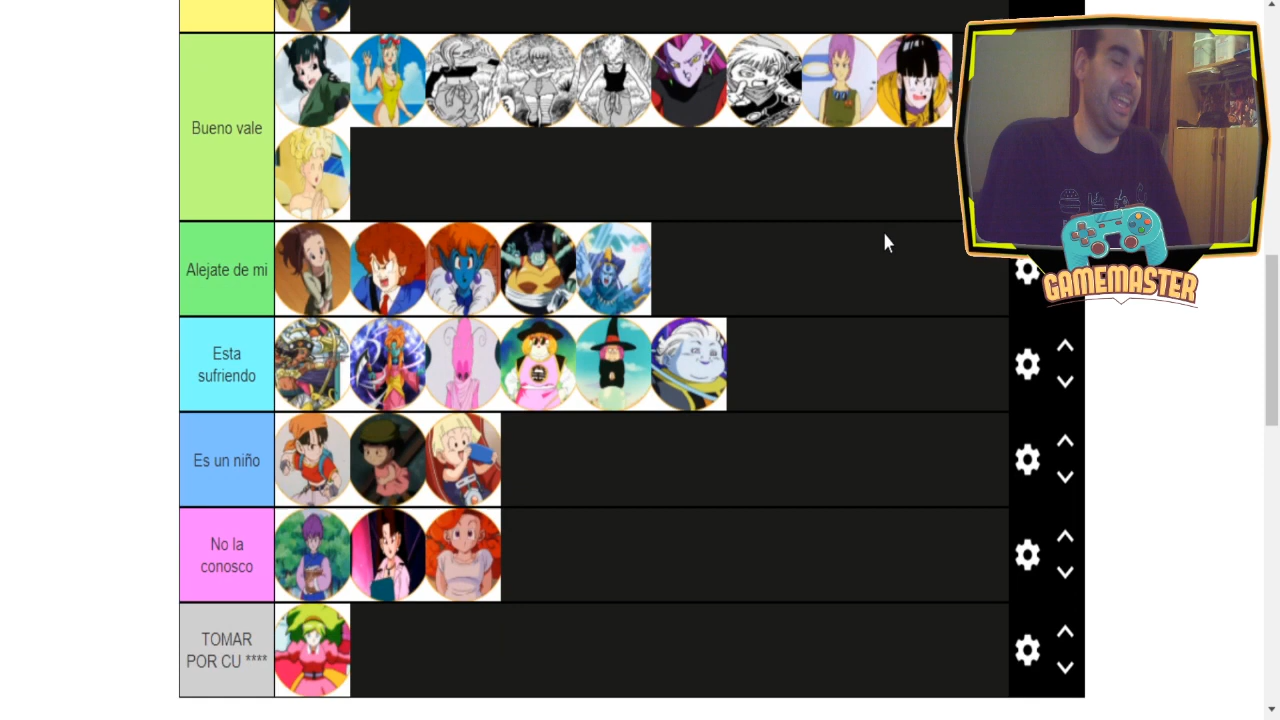 Bueno vale
Alejate de mi
Esta
sufriendo
Es un niño
No la
conosco
TOMAR
POR CU ****
GAMEMASTER